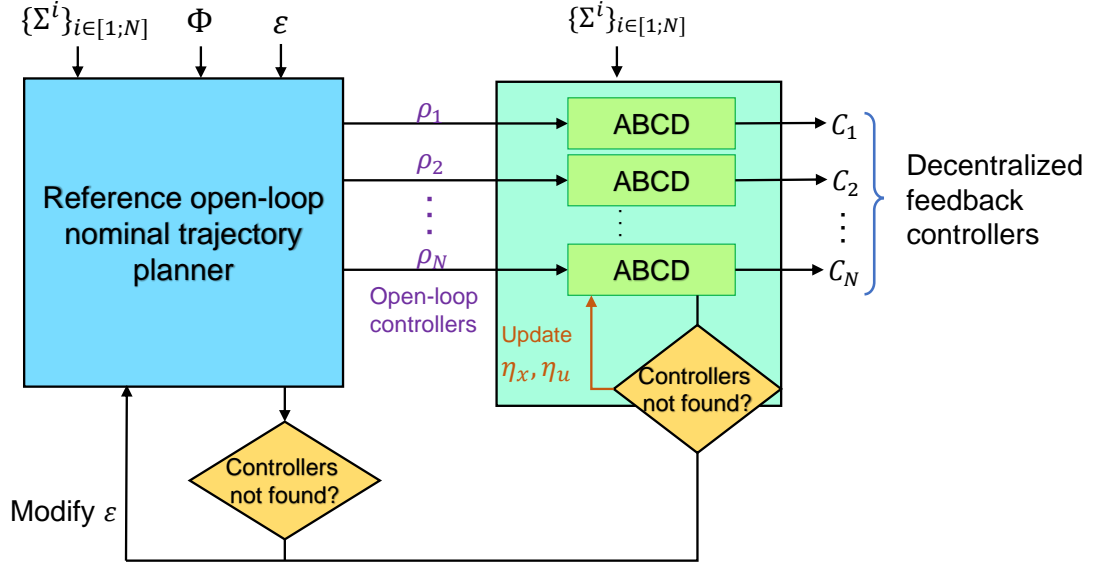 {Σ^i}_{i∈[1;N]} Φ ε {Σ^i}_{i∈[1;N]}
ρ_1 ABCD C_1
ρ_2 ABCD C_2
Reference open-loop
nominal trajectory
planner
⋮ ⋮ ⋮
ρ_N ABCD C_N
Decentralized
feedback
controllers
Open-loop
controllers
Update
η_x, η_u
Controllers
not found?
Controllers
not found?
Modify ε